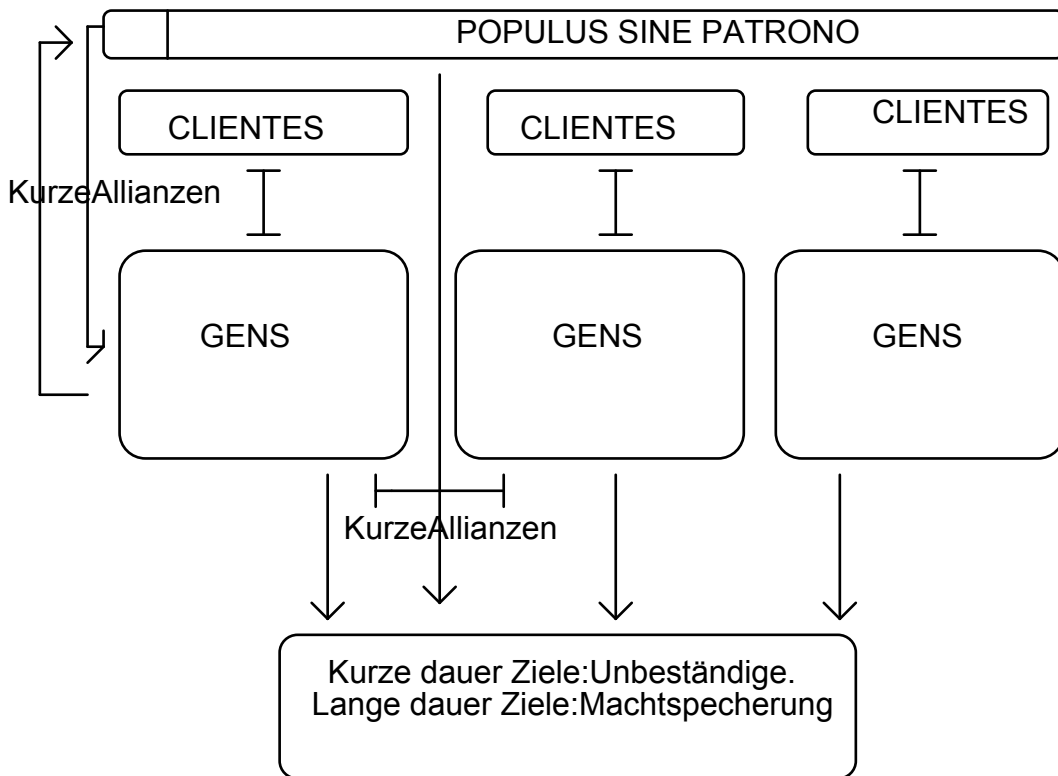 POPULUS SINE PATRONO
CLIENTES
CLIENTES
CLIENTES
KurzeAllianzen
GENS
GENS
GENS
KurzeAllianzen
Kurze dauer Ziele:Unbeständige.
Lange dauer Ziele:Machtspecherung